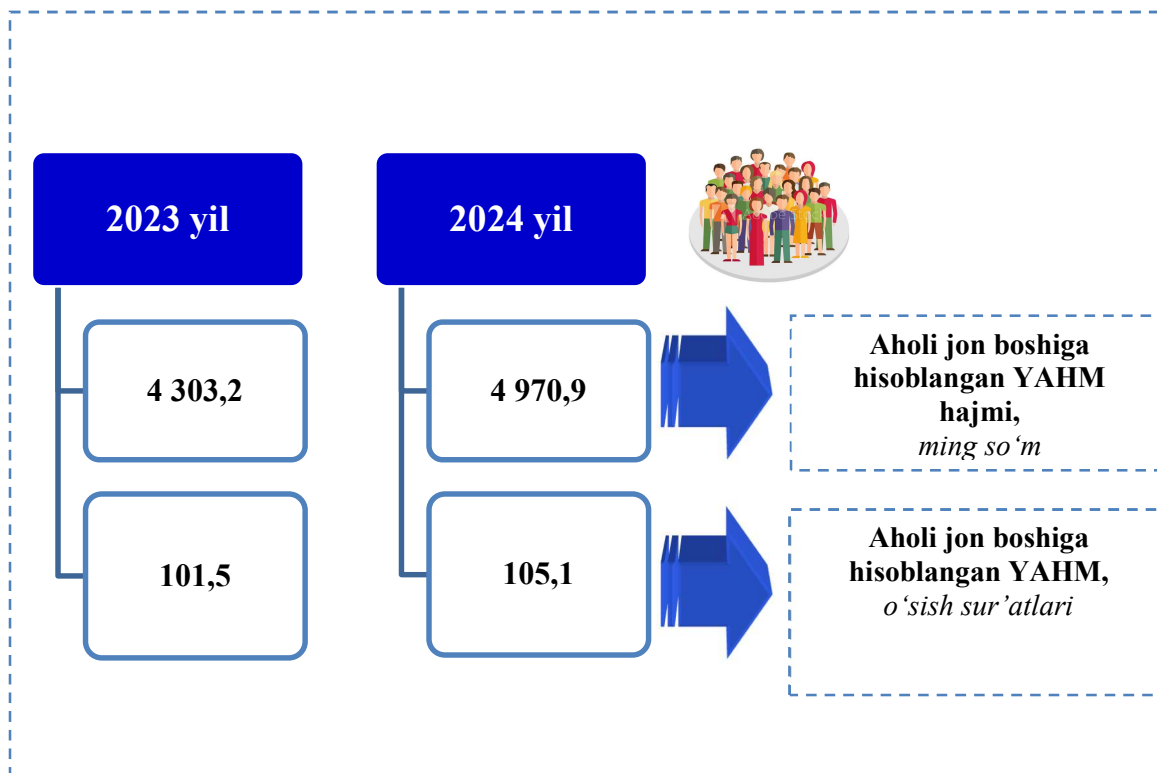 2023 yil
2024 yil
4 303,2
4 970,9
Aholi jon boshiga
hisoblangan YAHM
hajmi,
ming so‘m
101,5
105,1
Aholi jon boshiga
hisoblangan YAHM,
o‘sish sur’atlari